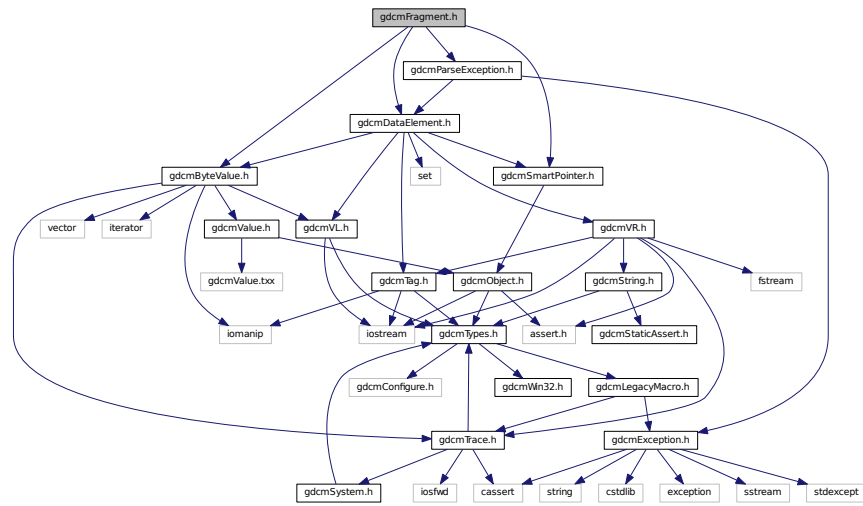 gdcmFragment.h
gdcmParseException.h
gdcmDataElement.h
gdcmByteValue.h
set
gdcmSmartPointer.h
vector
iterator
gdcmValue.h
gdcmVL.h
gdcmVR.h
gdcmValue.txx
gdcmTag.h
gdcmObject.h
gdcmString.h
fstream
iomanip
iostream
gdcmTypes.h
assert.h
gdcmStaticAssert.h
gdcmConfigure.h
gdcmWin32.h
gdcmLegacyMacro.h
gdcmTrace.h
gdcmException.h
gdcmSystem.h
iosfwd
cassert
string
cstdlib
exception
sstream
stdexcept